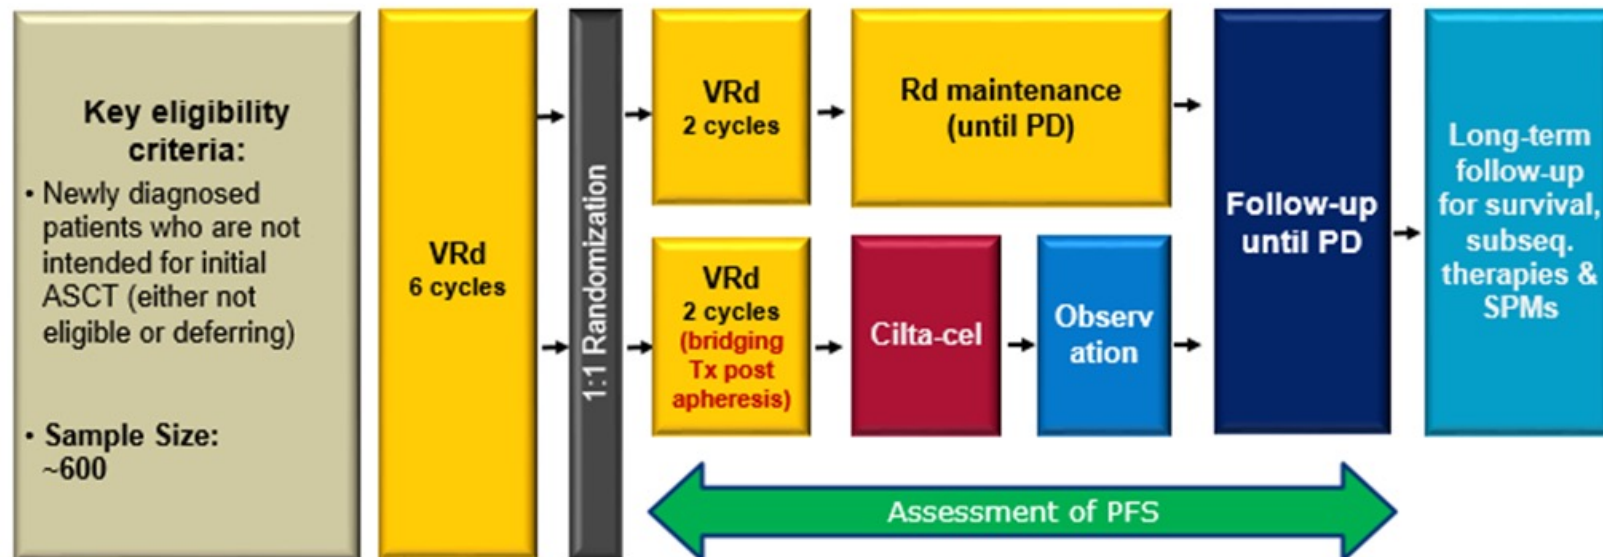 Key eligibility
criteria:
• Newly diagnosed
patients who are not
intended for initial
ASCT (either not
eligible or deferring)
• Sample Size:
~600
VRd
6 cycles
1:1 Randomization
VRd
2 cycles
Rd maintenance
(until PD)
VRd
2 cycles
(bridging
Tx post
apheresis)
Cilta-cel
Observ
ation
Follow-up
until PD
Long-term
follow-up
for survival,
subseq.
therapies &
SPMs
Assessment of PFS